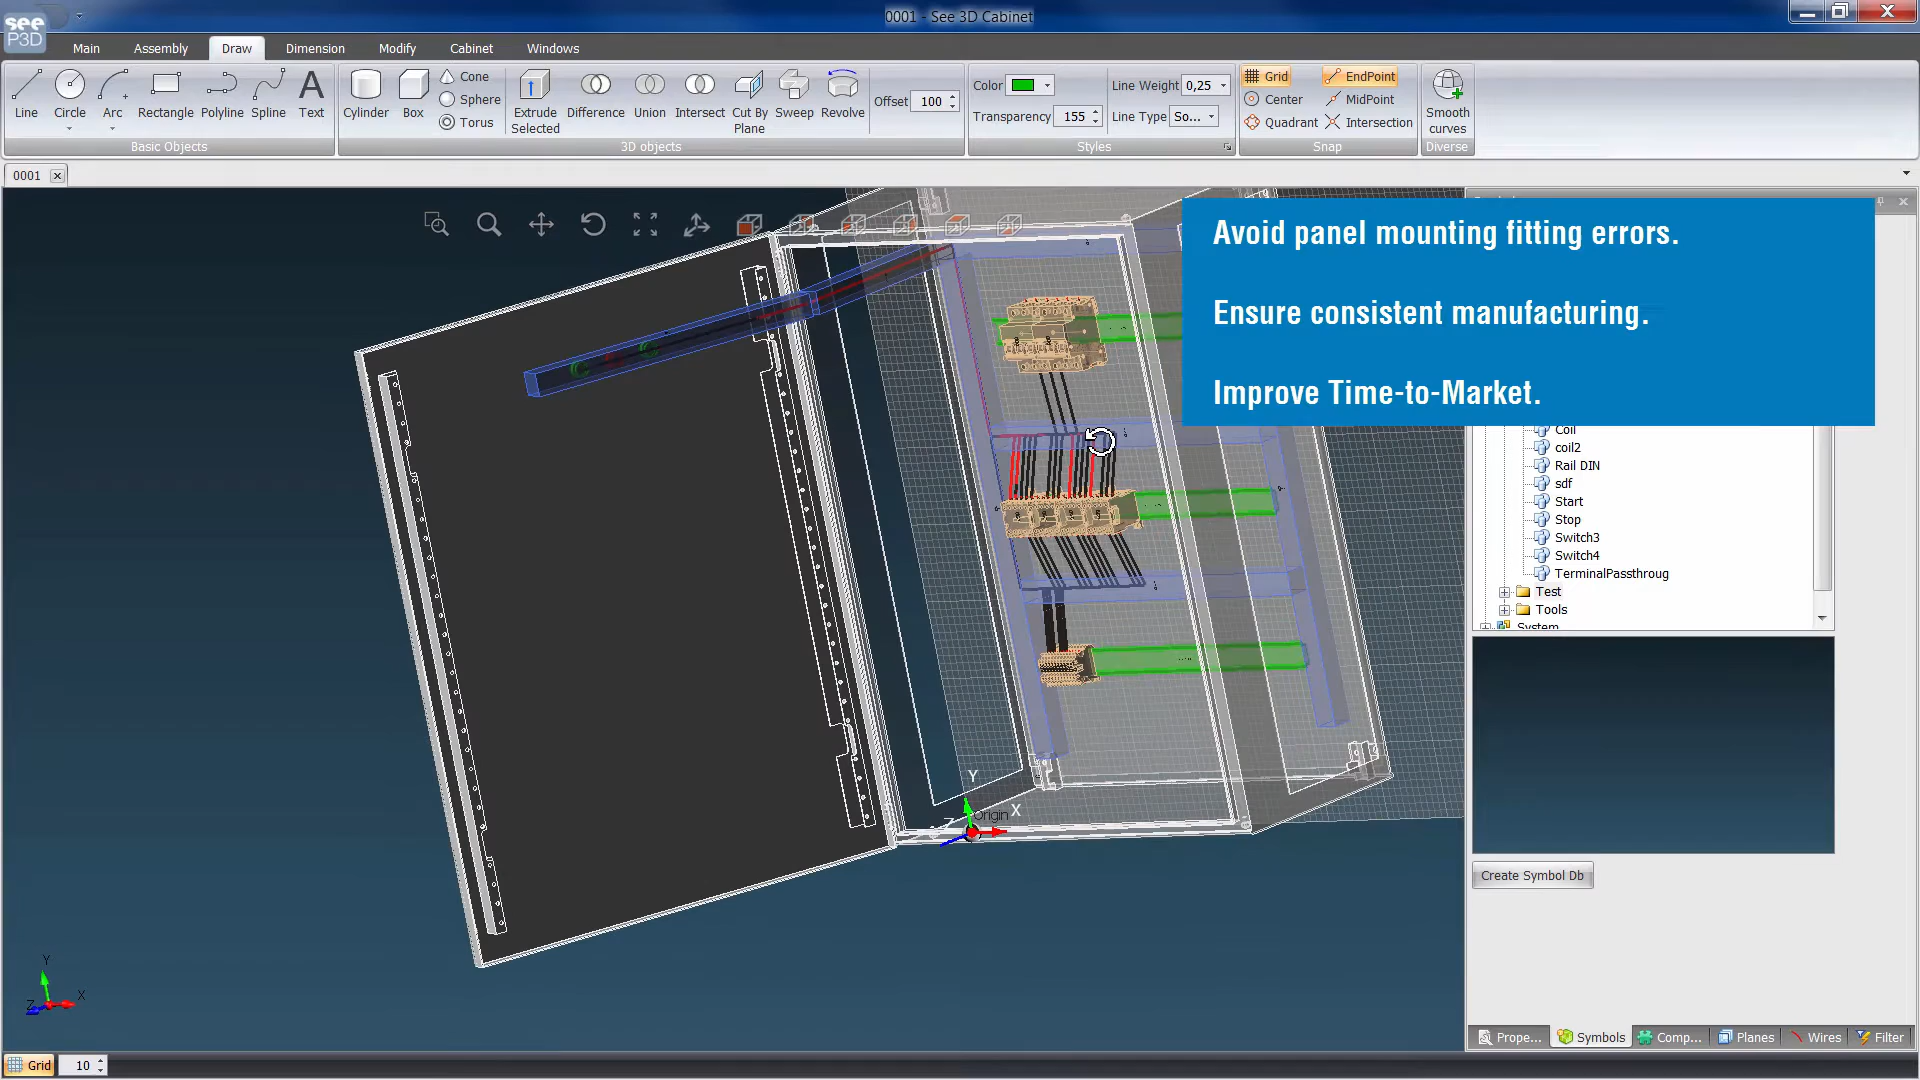 see
P3D
0001 - See 3D Cabinet
Main
Assembly
Draw
Dimension
Modify
Cabinet
Windows
Line
Circle
Arc
Rectangle
Polyline
Spline
Text
Basic Objects
Cylinder
Box
Cone
Sphere
Torus
Extrude
Selected
Difference
Union
Intersect
Cut By
Plane
Sweep
Revolve
Offset 100
3D objects
Color
Transparency 155
Line Weight 0,25
Line Type So...
Styles
Grid
EndPoint
Center
MidPoint
Quadrant
Intersection
Snap
Smooth
curves
Diverse
0001
Avoid panel mounting fitting errors.
Ensure consistent manufacturing.
Improve Time-to-Market.
Coil
coil2
Rail DIN
sdf
Start
Stop
Switch3
Switch4
TerminalPassthroug
Test
Tools
System
Create Symbol Db
Y
X
Z
Origin
Y
X
Z
Prope...
Symbols
Comp...
Planes
Wires
Filter
Grid
10